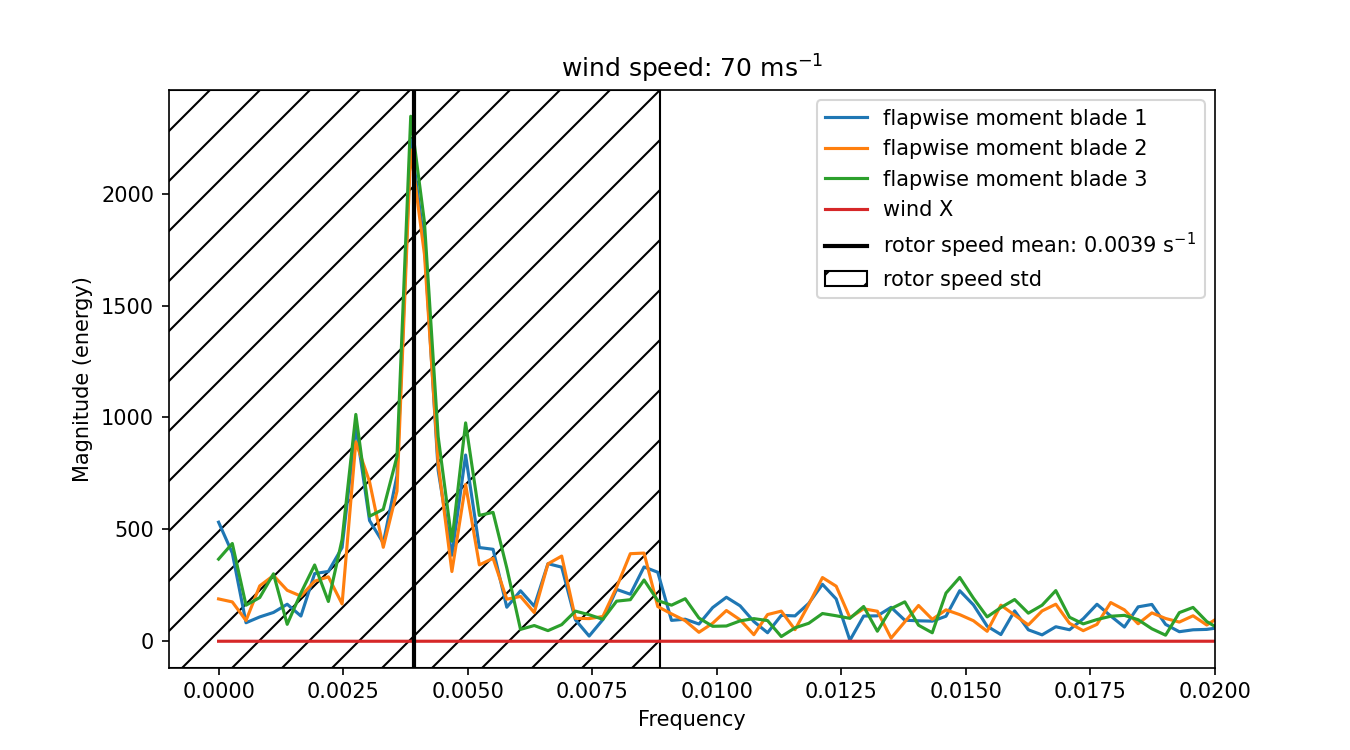 wind speed: 70 ms⁻¹
flapwise moment blade 1
flapwise moment blade 2
flapwise moment blade 3
wind X
rotor speed mean: 0.0039 s⁻¹
rotor speed std
Magnitude (energy)
2000
1500
1000
500
0
0.0000 0.0025 0.0050 0.0075 0.0100 0.0125 0.0150 0.0175 0.0200
Frequency